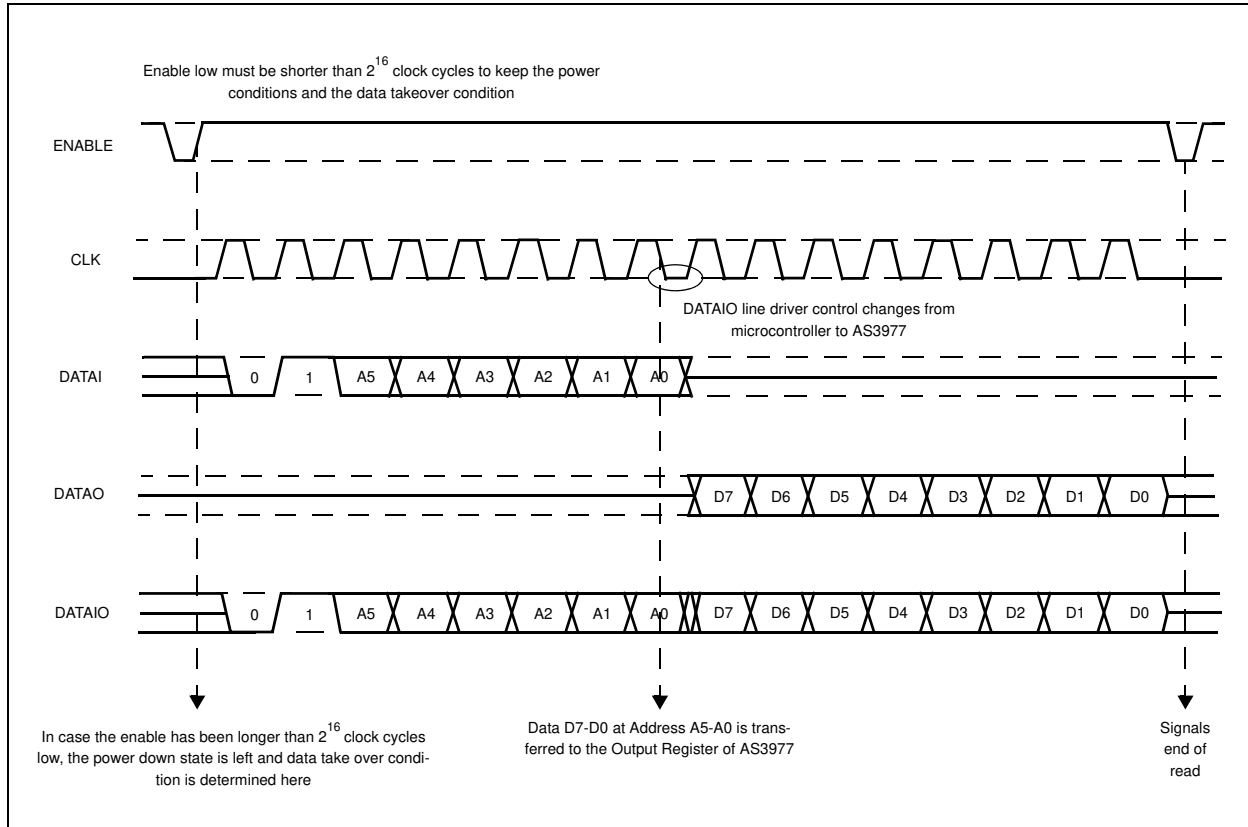 Enable low must be shorter than 2^16 clock cycles to keep the power
conditions and the data takeover condition
ENABLE
CLK
DATAIO line driver control changes from
microcontroller to AS3977
DATAI
0 1 A5 A4 A3 A2 A1 A0
DATAO
D7 D6 D5 D4 D3 D2 D1 D0
DATAIO
0 1 A5 A4 A3 A2 A1 A0 D7 D6 D5 D4 D3 D2 D1 D0
In case the enable has been longer than 2^16 clock cycles
low, the power down state is left and data take over condi-
tion is determined here
Data D7-D0 at Address A5-A0 is trans-
ferred to the Output Register of AS3977
Signals
end of
read